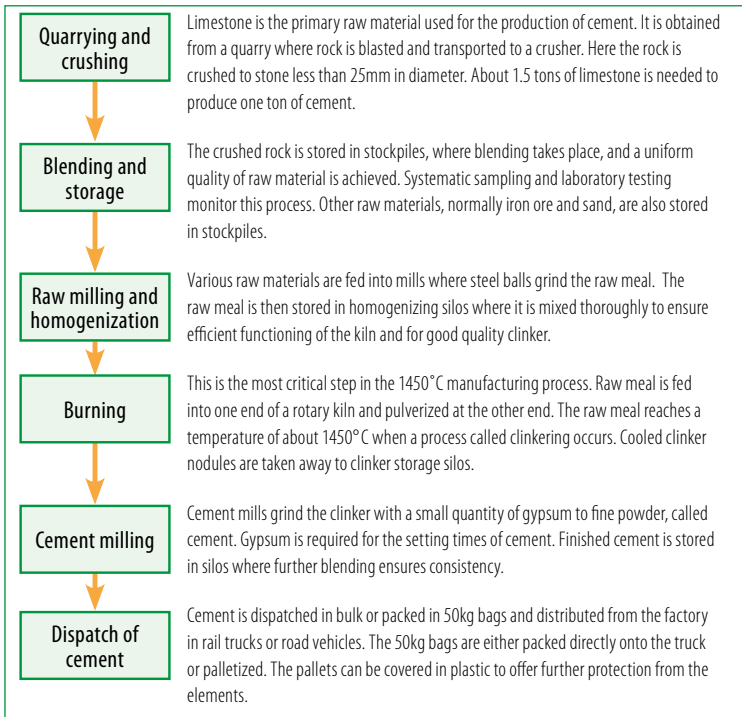 Quarrying and
crushing
Limestone is the primary raw material used for the production of cement. It is obtained
from a quarry where rock is blasted and transported to a crusher. Here the rock is
crushed to stone less than 25mm in diameter. About 1.5 tons of limestone is needed to
produce one ton of cement.
Blending and
storage
The crushed rock is stored in stockpiles, where blending takes place, and a uniform
quality of raw material is achieved. Systematic sampling and laboratory testing
monitor this process. Other raw materials, normally iron ore and sand, are also stored
in stockpiles.
Raw milling and
homogenization
Various raw materials are fed into mills where steel balls grind the raw meal. The
raw meal is then stored in homogenizing silos where it is mixed thoroughly to ensure
efficient functioning of the kiln and for good quality clinker.
Burning
This is the most critical step in the 1450˚C manufacturing process. Raw meal is fed
into one end of a rotary kiln and pulverized at the other end. The raw meal reaches a
temperature of about 1450°C when a process called clinkering occurs. Cooled clinker
nodules are taken away to clinker storage silos.
Cement milling
Cement mills grind the clinker with a small quantity of gypsum to fine powder, called
cement. Gypsum is required for the setting times of cement. Finished cement is stored
in silos where further blending ensures consistency.
Dispatch of
cement
Cement is dispatched in bulk or packed in 50kg bags and distributed from the factory
in rail trucks or road vehicles. The 50kg bags are either packed directly onto the truck
or palletized. The pallets can be covered in plastic to offer further protection from the
elements.